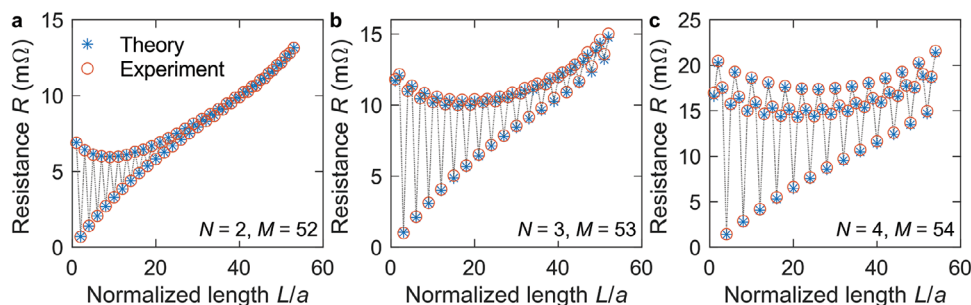 a
Resistance R (mΩ)
15
10
5
0
Theory
Experiment
N = 2, M = 52
0 20 40 60
Normalized length L/a
b
Resistance R (mΩ)
15
10
5
0
N = 3, M = 53
0 20 40 60
Normalized length L/a
c
Resistance R (mΩ)
25
20
15
10
5
0
N = 4, M = 54
0 20 40 60
Normalized length L/a